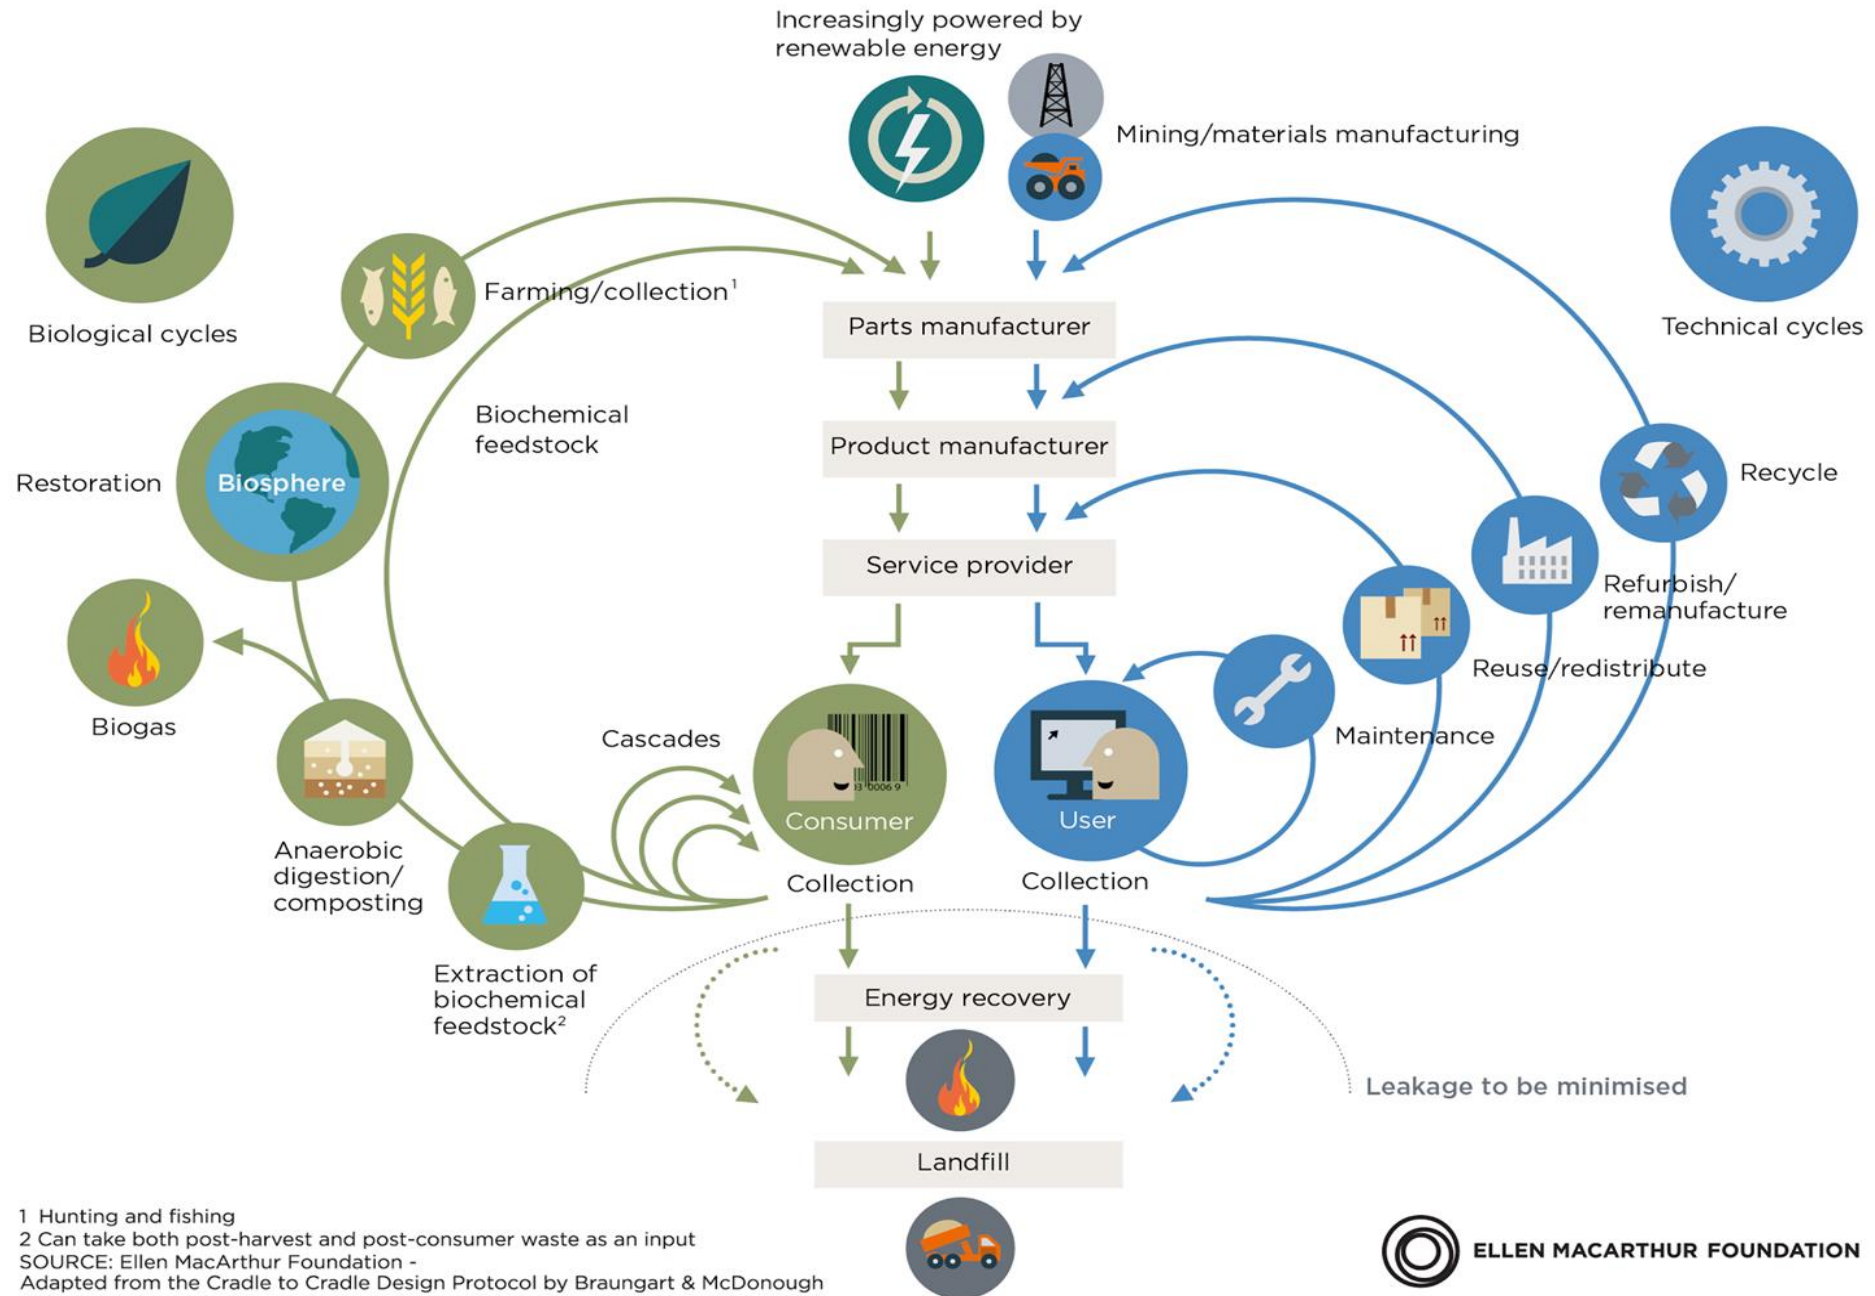 Increasingly powered by
renewable energy
Mining/materials manufacturing
Biological cycles
Technical cycles
Farming/collection¹
Parts manufacturer
Biochemical
feedstock
Product manufacturer
Restoration
Biosphere
Recycle
Service provider
Refurbish/
remanufacture
Reuse/redistribute
Biogas
Cascades
Maintenance
03 0006 9
Consumer
User
Anaerobic
digestion/
composting
Collection
Collection
Extraction of
biochemical
feedstock²
Energy recovery
Leakage to be minimised
Landfill
1 Hunting and fishing
2 Can take both post-harvest and post-consumer waste as an input
SOURCE: Ellen MacArthur Foundation -
Adapted from the Cradle to Cradle Design Protocol by Braungart & McDonough
ELLEN MACARTHUR FOUNDATION